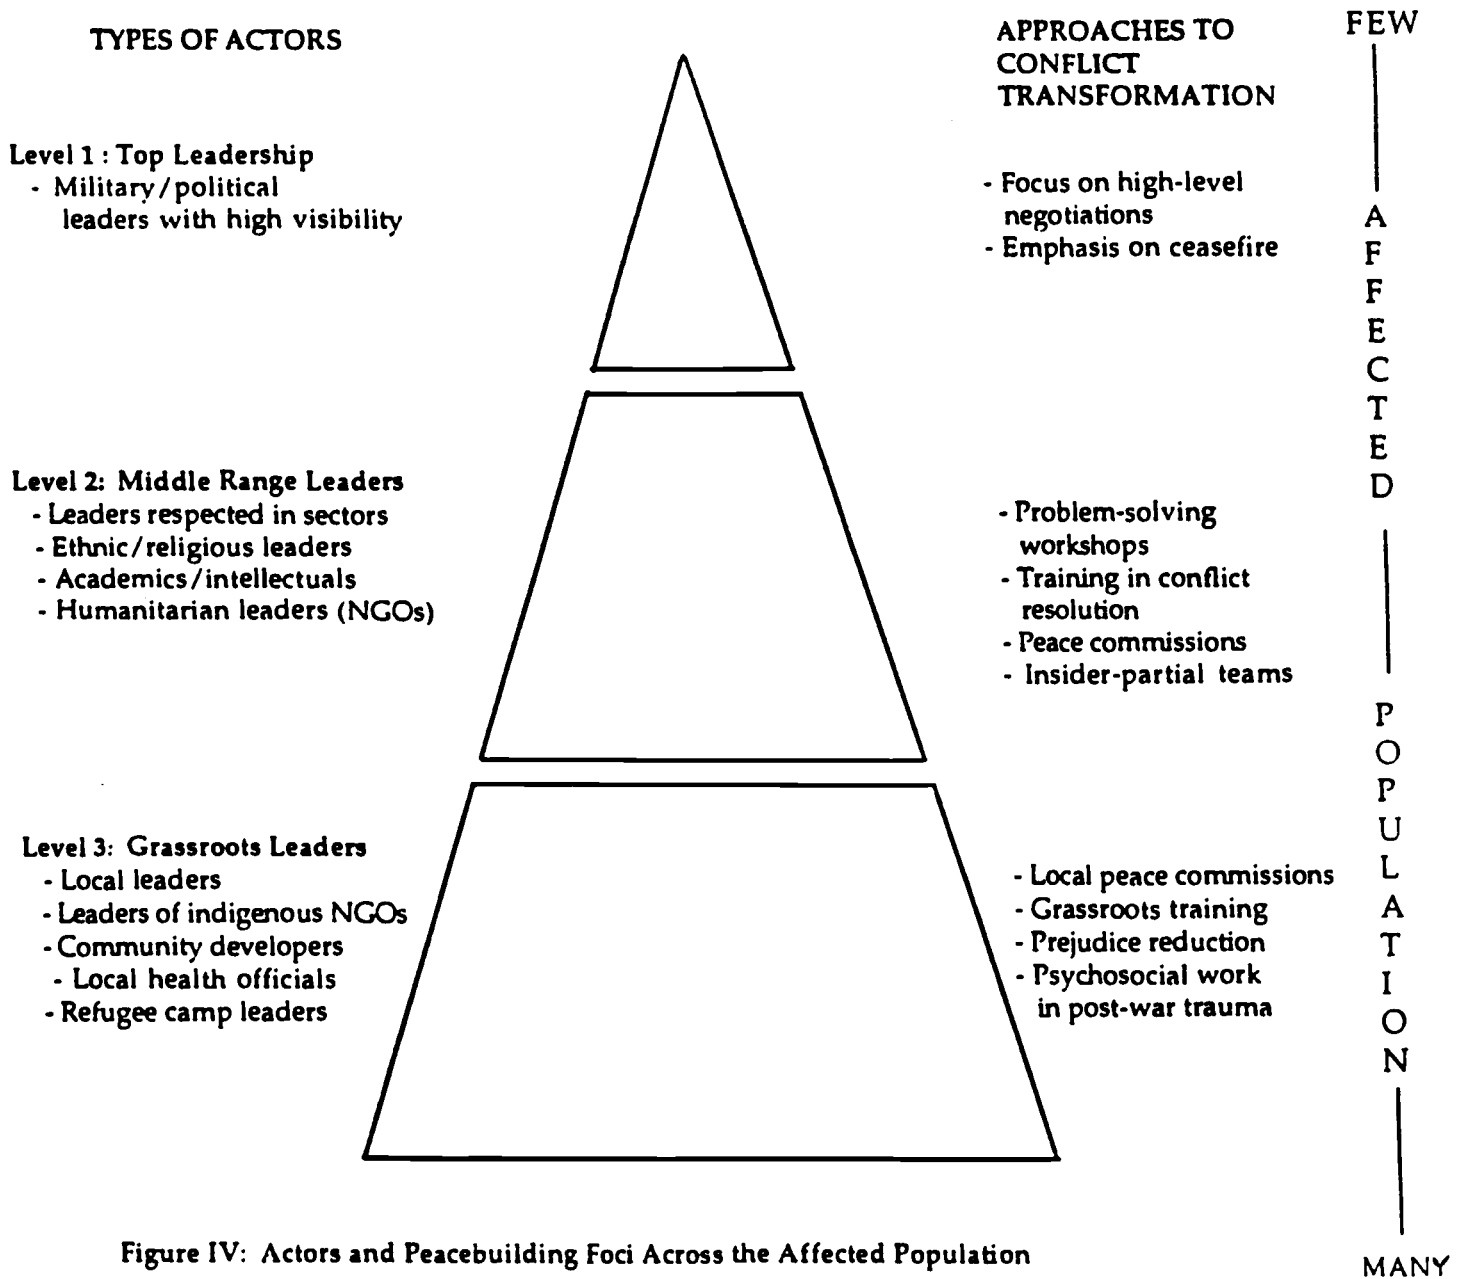 TYPES OF ACTORS
Level 1 : Top Leadership
- Military/political
leaders with high visibility
Level 2: Middle Range Leaders
- Leaders respected in sectors
- Ethnic/religious leaders
- Academics/intellectuals
- Humanitarian leaders (NGOs)
Level 3: Grassroots Leaders
- Local leaders
- Leaders of indigenous NGOs
- Community developers
- Local health officials
- Refugee camp leaders
APPROACHES TO
CONFLICT
TRANSFORMATION
- Focus on high-level
negotiations
- Emphasis on ceasefire
- Problem-solving
workshops
- Training in conflict
resolution
- Peace commissions
- Insider-partial teams
- Local peace commissions
- Grassroots training
- Prejudice reduction
- Psychosocial work
in post-war trauma
FEW
AFFECTED
POPULATION
MANY
Figure IV: Actors and Peacebuilding Foci Across the Affected Population